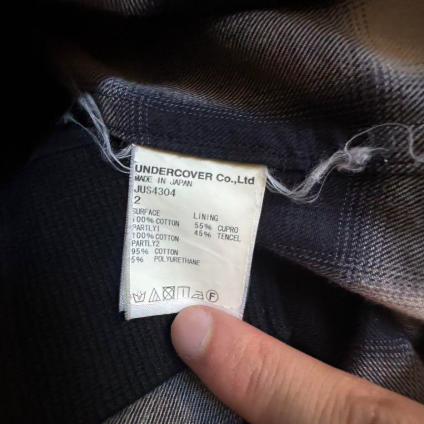 UNDERCOVER Co.,Ltd
MADE IN JAPAN
JUS4304
2
SURFACE LINING
100% COTTON 55% CUPRO
PARTLY1 45% TENCEL
100% COTTON
PARTLY2
95% COTTON
5% POLYURETHANE
F